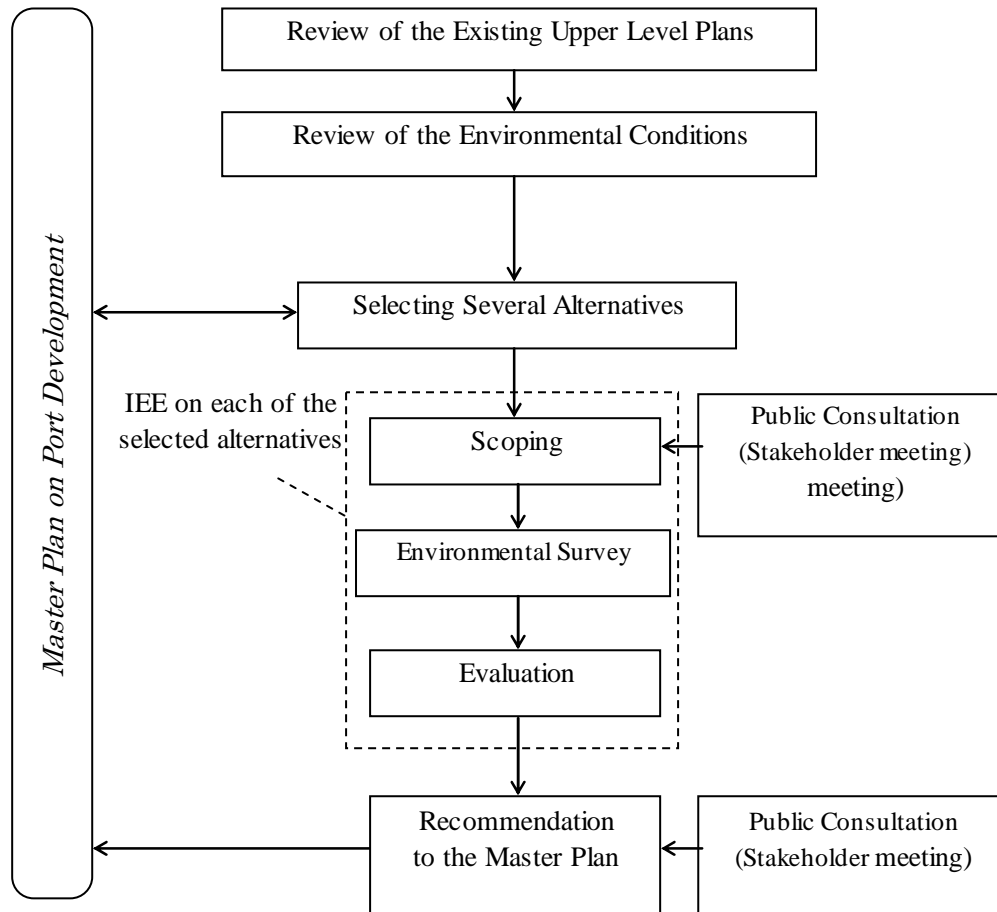 Master Plan on Port Development
Review of the Existing Upper Level Plans
Review of the Environmental Conditions
Selecting Several Alternatives
IEE on each of the
selected alternatives
Scoping
Public Consultation
(Stakeholder meeting)
meeting)
Environmental Survey
Evaluation
Recommendation
to the Master Plan
Public Consultation
(Stakeholder meeting)